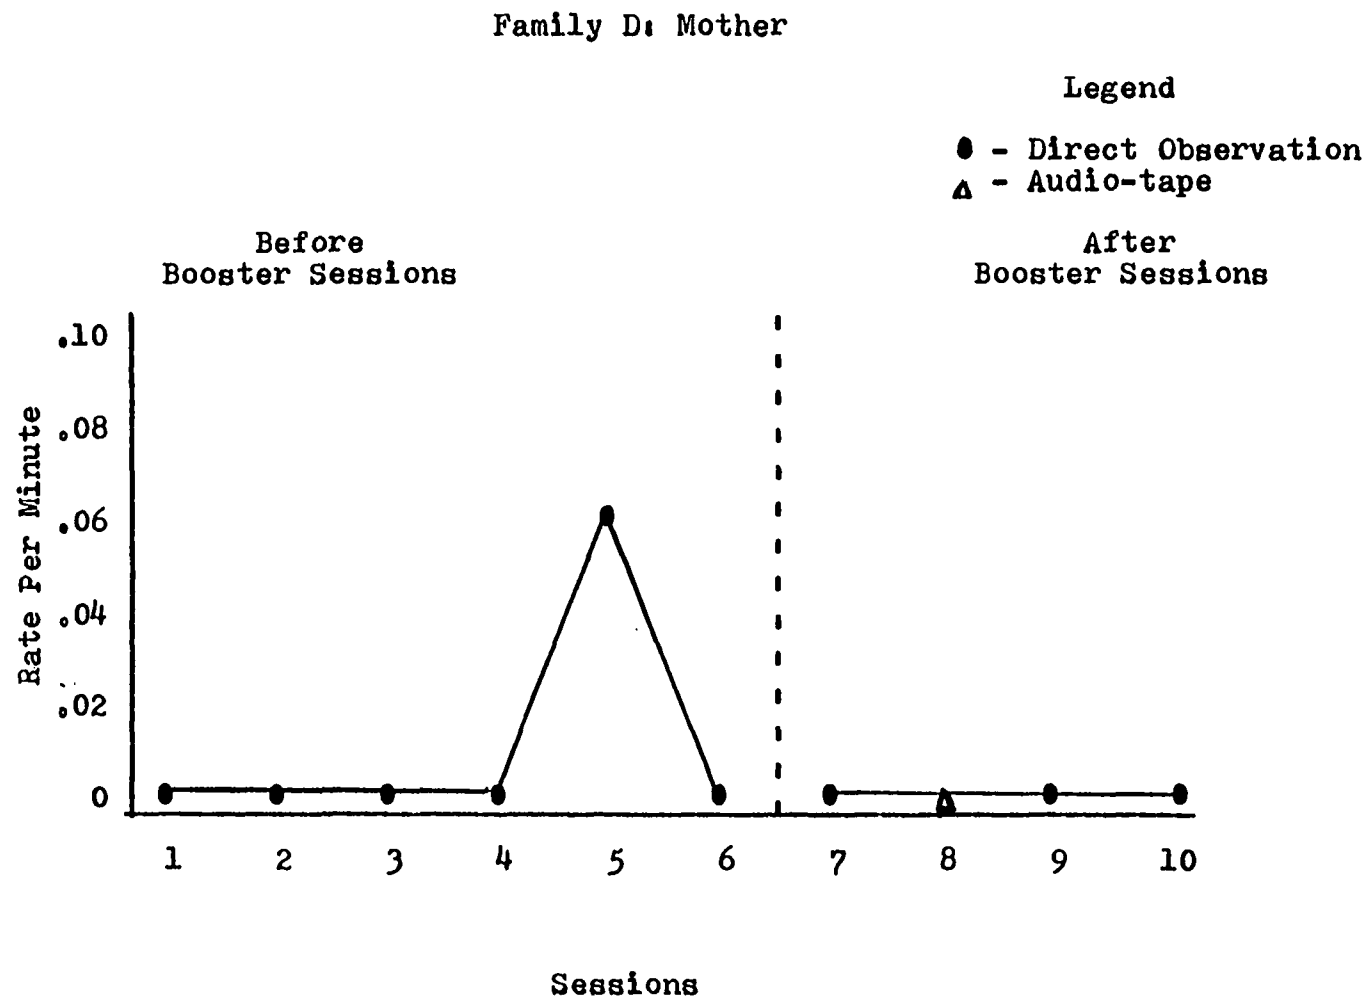 Family D: Mother
Legend
- Direct Observation
- Audio-tape
Before
Booster Sessions
After
Booster Sessions
.10
.08
.06
.04
.02
0
Rate Per Minute
1 2 3 4 5 6 7 8 9 10
Sessions